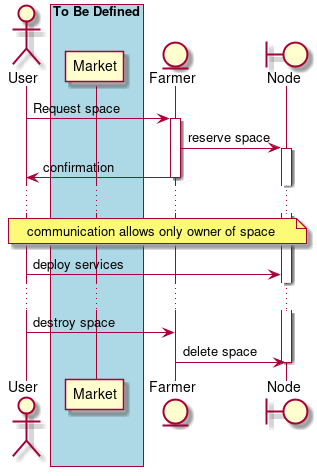 To Be Defined
User
Market
Farmer
Node
Request space
reserve space
confirmation
communication allows only owner of space
deploy services
destroy space
delete space
User
Market
Farmer
Node